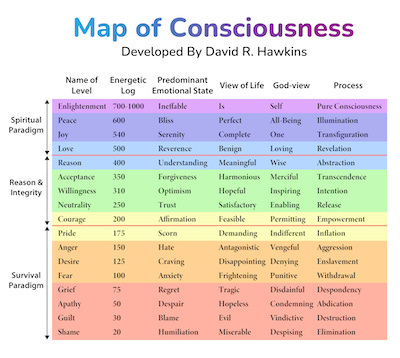 Map of Consciousness
Developed By David R. Hawkins
Name of Level Energetic Log Predominant Emotional State View of Life God-view Process
Spiritual Paradigm
Enlightenment 700-1000 Ineffable Is Self Pure Consciousness
Peace 600 Bliss Perfect All-Being Illumination
Joy 540 Serenity Complete One Transfiguration
Love 500 Reverence Benign Loving Revelation
Reason & Integrity
Reason 400 Understanding Meaningful Wise Abstraction
Acceptance 350 Forgiveness Harmonious Merciful Transcendence
Willingness 310 Optimism Hopeful Inspiring Intention
Neutrality 250 Trust Satisfactory Enabling Release
Courage 200 Affirmation Feasible Permitting Empowerment
Survival Paradigm
Pride 175 Scorn Demanding Indifferent Inflation
Anger 150 Hate Antagonistic Vengeful Aggression
Desire 125 Craving Disappointing Denying Enslavement
Fear 100 Anxiety Frightening Punitive Withdrawal
Grief 75 Regret Tragic Disdainful Despondency
Apathy 50 Despair Hopeless Condemning Abdication
Guilt 30 Blame Evil Vindictive Destruction
Shame 20 Humiliation Miserable Despising Elimination